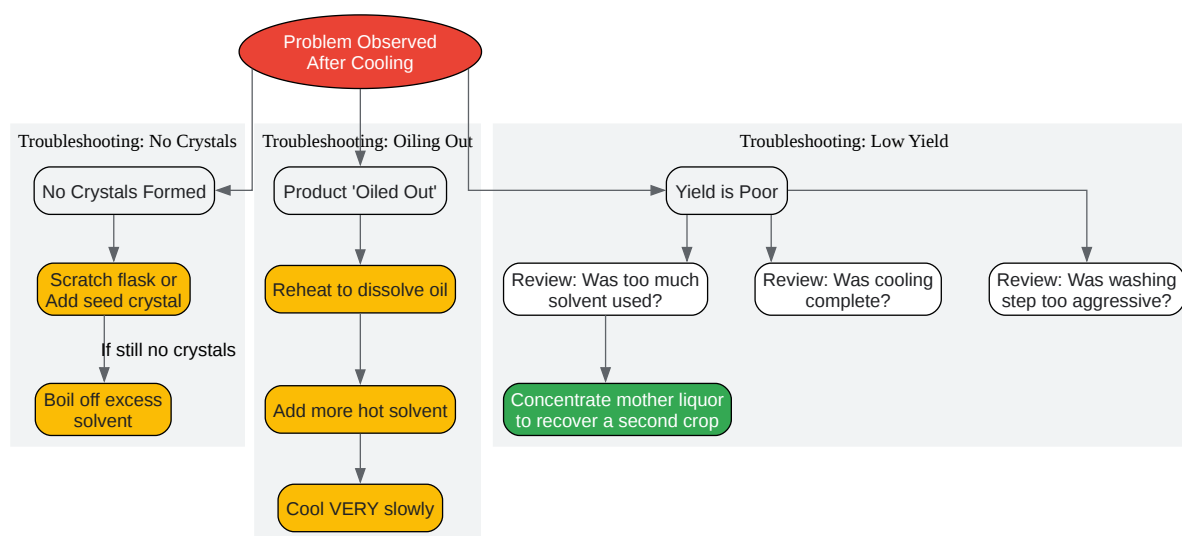 Problem Observed
After Cooling
Troubleshooting: No Crystals
No Crystals Formed
Scratch flask or
Add seed crystal
If still no crystals
Boil off excess
solvent
Troubleshooting: Oiling Out
Product 'Oiled Out'
Reheat to dissolve oil
Add more hot solvent
Cool VERY slowly
Troubleshooting: Low Yield
Yield is Poor
Review: Was too much
solvent used?
Concentrate mother liquor
to recover a second crop
Review: Was cooling
complete?
Review: Was washing
step too aggressive?